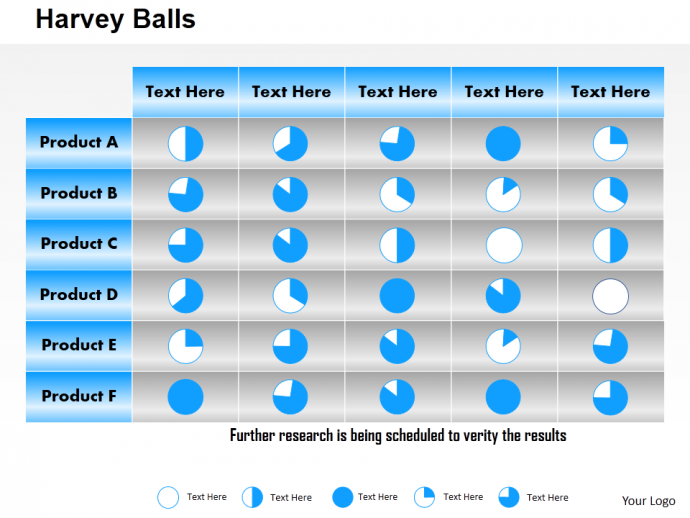 Harvey Balls
Text Here Text Here Text Here Text Here Text Here
Product A
Product B
Product C
Product D
Product E
Product F
Further research is being scheduled to verity the results
Text Here Text Here Text Here Text Here Text Here
Your Logo